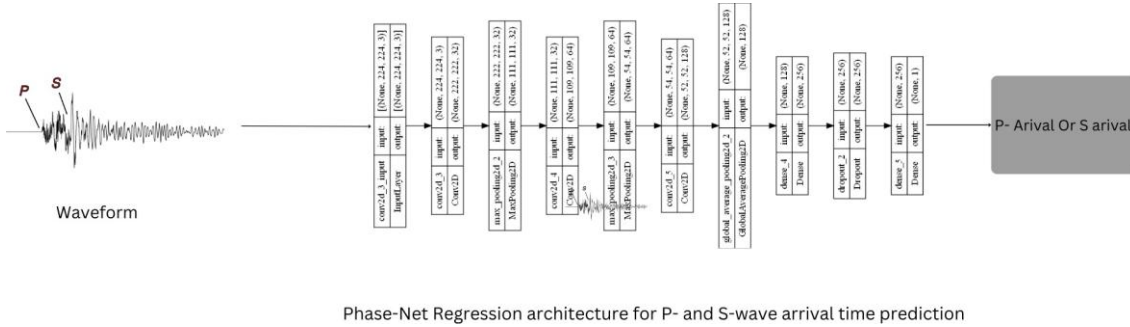 P
S
Waveform
conv2d_3_input
InputLayer
input:
output:
[(None, 224, 224, 3)]
[(None, 224, 224, 3)]
conv2d_3
Conv2D
input:
output:
(None, 224, 224, 3)
(None, 222, 222, 32)
max_pooling2d_2
MaxPooling2D
input:
output:
(None, 222, 222, 32)
(None, 111, 111, 32)
conv2d_4
Conv2D
input:
output:
(None, 111, 111, 32)
(None, 109, 109, 64)
max_pooling2d_3
MaxPooling2D
input:
output:
(None, 109, 109, 64)
(None, 54, 54, 64)
conv2d_5
Conv2D
input:
output:
(None, 54, 54, 64)
(None, 52, 52, 128)
global_average_pooling2d_2
GlobalAveragePooling2D
input:
output:
(None, 52, 52, 128)
(None, 128)
dense_4
Dense
input:
output:
(None, 128)
(None, 256)
dropout_2
Dropout
input:
output:
(None, 256)
(None, 256)
dense_5
Dense
input:
output:
(None, 256)
(None, 1)
P- Arival Or S arival
Phase-Net Regression architecture for P- and S-wave arrival time prediction